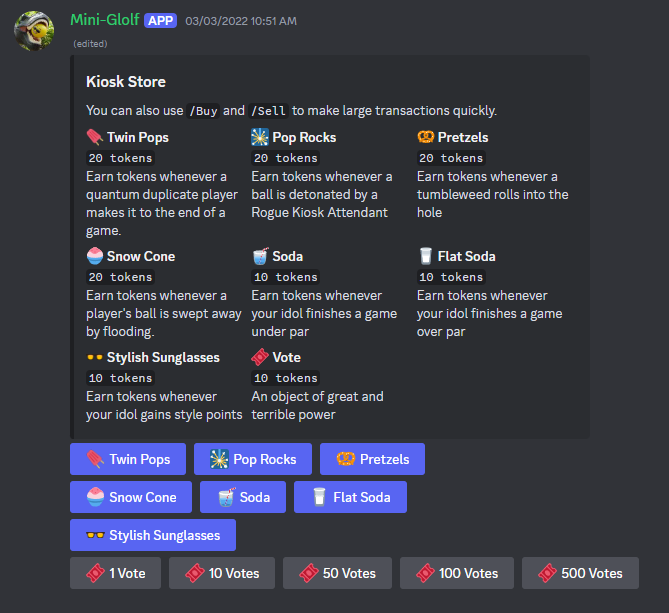 Mini-Glolf APP 03/03/2022 10:51 AM
(edited)
Kiosk Store
You can also use /Buy and /Sell to make large transactions quickly.
Twin Pops
20 tokens
Earn tokens whenever a
quantum duplicate player
makes it to the end of a
game.
Pop Rocks
20 tokens
Earn tokens whenever a
ball is detonated by a
Rogue Kiosk Attendant
Pretzels
20 tokens
Earn tokens whenever a
tumbleweed rolls into the
hole
Snow Cone
20 tokens
Earn tokens whenever a
player's ball is swept away
by flooding.
Soda
10 tokens
Earn tokens whenever
your idol finishes a game
under par
Flat Soda
10 tokens
Earn tokens whenever
your idol finishes a game
over par
Stylish Sunglasses
10 tokens
Earn tokens whenever
your idol gains style points
Vote
10 tokens
An object of great and
terrible power
Twin Pops Pop Rocks Pretzels
Snow Cone Soda Flat Soda
Stylish Sunglasses
1 Vote 10 Votes 50 Votes 100 Votes 500 Votes